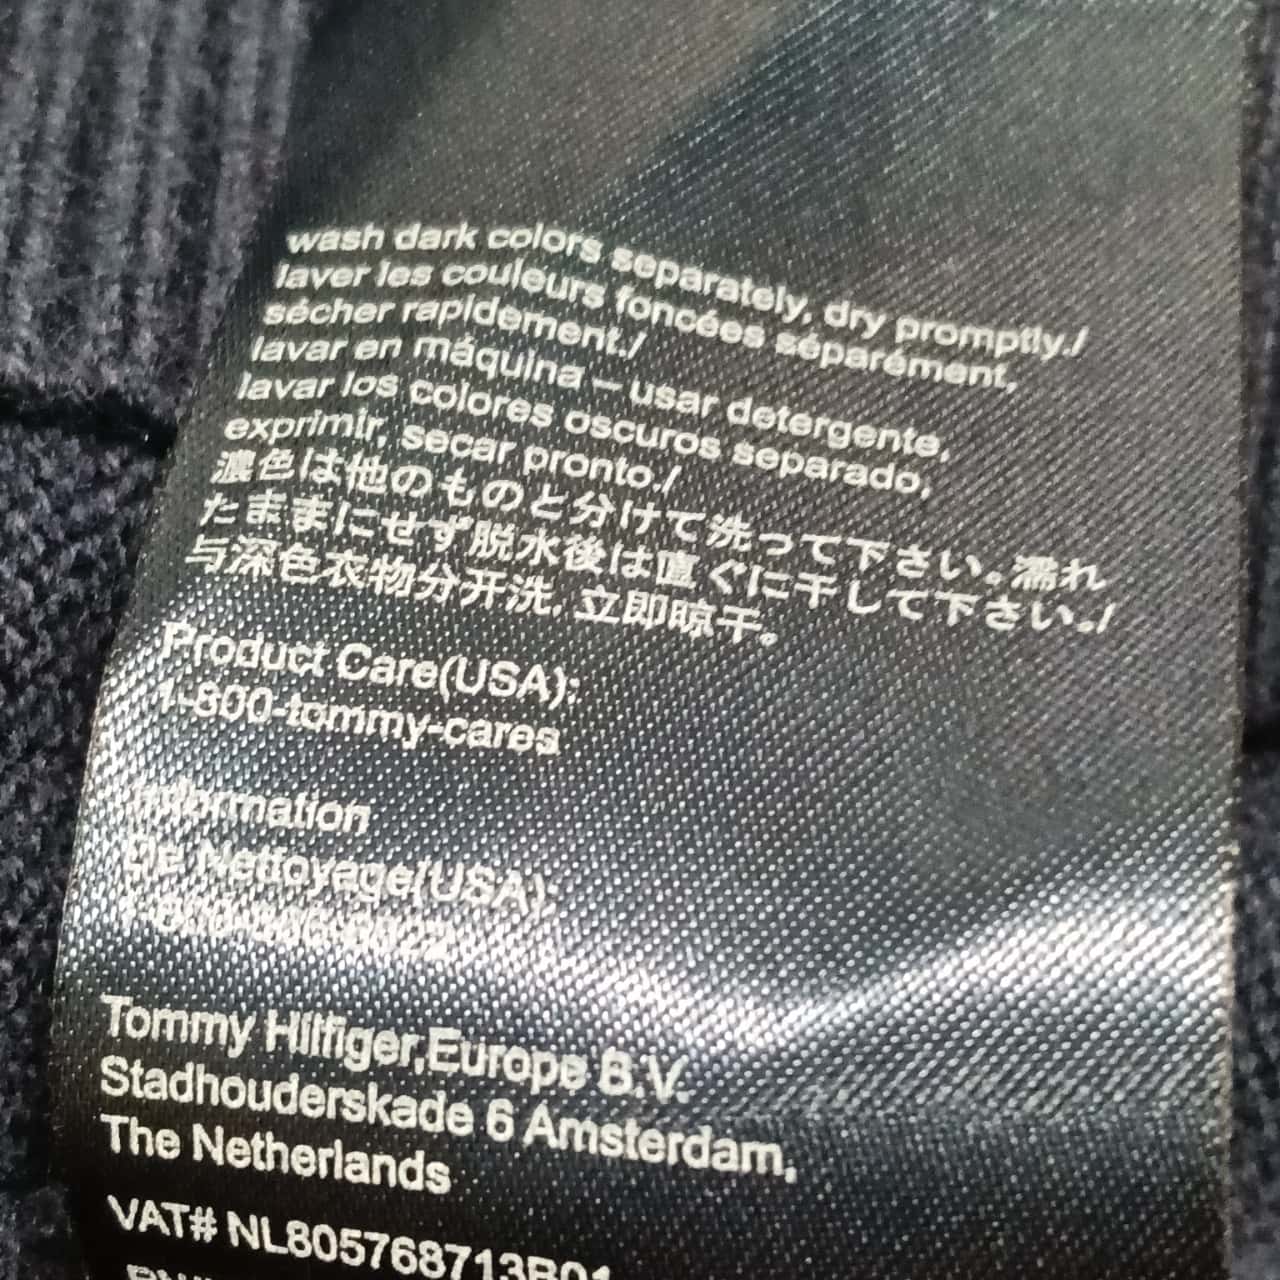 wash dark colors separately, dry promptly./
laver les couleurs foncées séparément,
sécher rapidement./
lavar en máquina – usar detergente,
lavar los colores oscuros separado,
exprimir, secar pronto./
濃色は他のものと分けて洗って下さい。濡れ
たままにせず脱水後は直ぐに干して下さい。/
与深色衣物分开洗, 立即晾干。
Product Care(USA):
1-800-tommy-cares
Information
De Nettoyage(USA):
Tommy Hilfiger,Europe B.V.
Stadhouderskade 6 Amsterdam,
The Netherlands
VAT# NL805768713B01